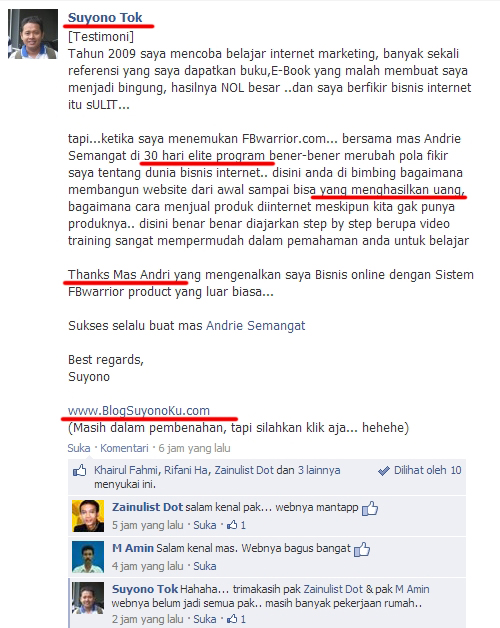 Suyono Tok
[Testimoni]
Tahun 2009 saya mencoba belajar internet marketing, banyak sekali
referensi yang saya dapatkan buku,E-Book yang malah membuat saya
menjadi bingung, hasilnya NOL besar ..dan saya berfikir bisnis internet
itu sULIT...
tapi...ketika saya menemukan FBwarrior.com... bersama mas Andrie
Semangat di 30 hari elite program bener-bener merubah pola fikir
saya tentang dunia bisnis internet.. disini anda di bimbing bagaimana
membangun website dari awal sampai bisa yang menghasilkan uang,
bagaimana cara menjual produk diinternet meskipun kita gak punya
produknya.. disini benar benar diajarkan step by step berupa video
training sangat mempermudah dalam pemahaman anda untuk belajar
Thanks Mas Andri yang mengenalkan saya Bisnis online dengan Sistem
FBwarrior product yang luar biasa...
Sukses selalu buat mas Andrie Semangat
Best regards,
Suyono
www.BlogSuyonoKu.com
(Masih dalam pembenahan, tapi silahkan klik aja... hehehe)
Suka · Komentari · 6 jam yang lalu
Khairul Fahmi, Rifani Ha, Zainulist Dot dan 3 lainnya
menyukai ini.
Dilihat oleh 10
Zainulist Dot salam kenal pak... webnya mantapp
5 jam yang lalu · Suka · 1
M Amin Salam kenal mas. Webnya bagus bangat
4 jam yang lalu · Suka
Suyono Tok Hahaha... trimakasih pak Zainulist Dot & pak M Amin
webnya belum jadi semua pak.. masih banyak pekerjaan rumah..
2 jam yang lalu · Suka · 1